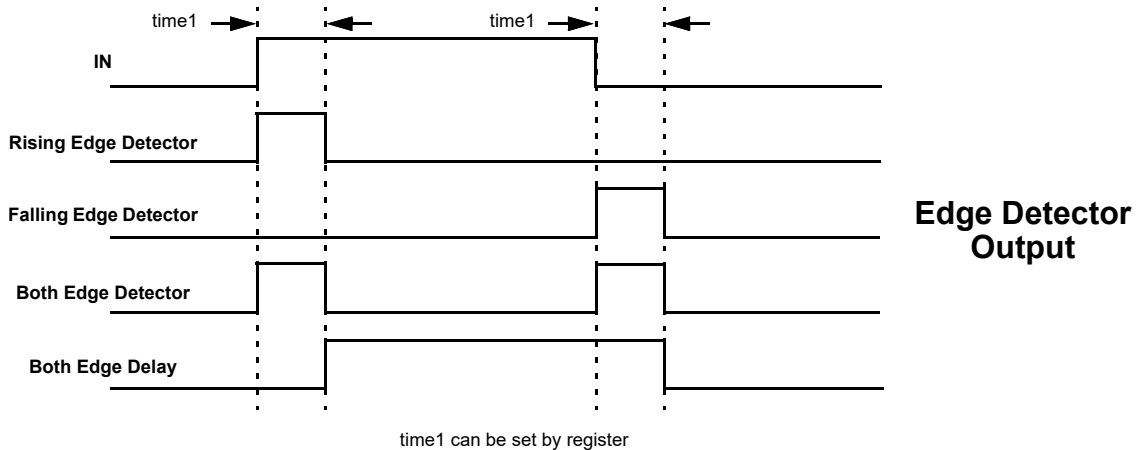 time1
time1
IN
Rising Edge Detector
Falling Edge Detector
Edge Detector
Output
Both Edge Detector
Both Edge Delay
time1 can be set by register